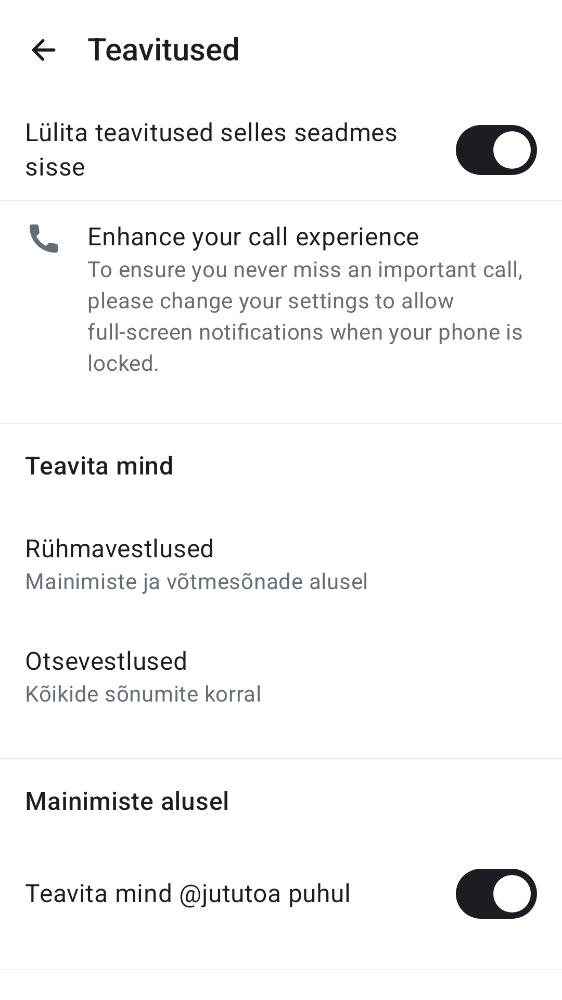 Teavitused
Lülita teavitused selles seadmes
sisse
Enhance your call experience
To ensure you never miss an important call,
please change your settings to allow
full-screen notifications when your phone is
locked.
Teavita mind
Rühmavestlused
Mainimiste ja võtmesõnade alusel
Otsevestlused
Kõikide sõnumite korral
Mainimiste alusel
Teavita mind @jututoa puhul